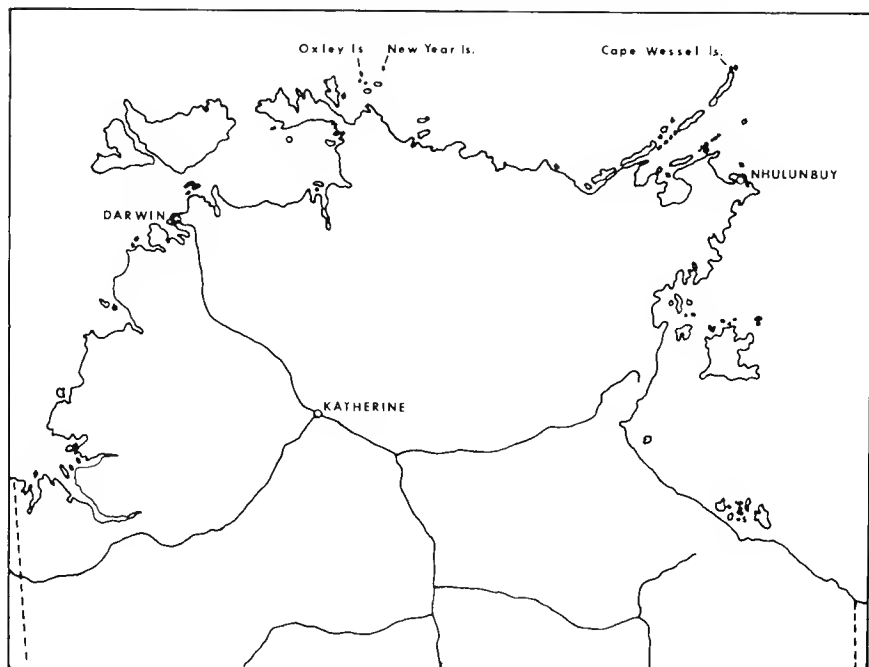 Oxley Is
New Year Is.
Cape Wessel Is.
NHULUNBUY
DARWIN
a
KATHERINE